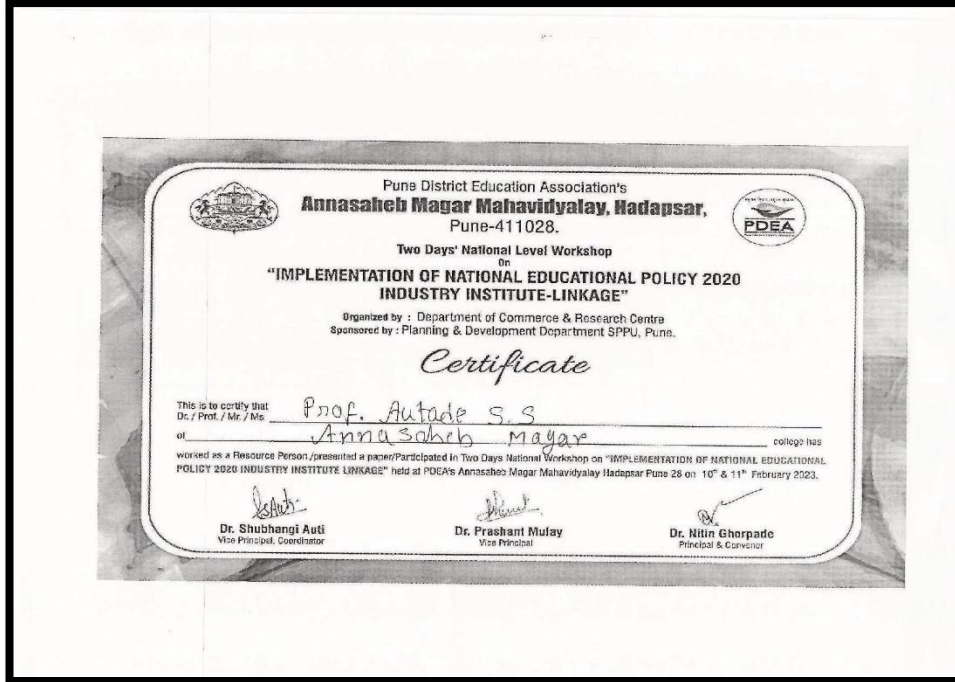 Pune District Education Association's
Annasaheb Magar Mahavidyalay, Hadapsar,
Pune-411028.
PDEA
Two Days' National Level Workshop
On
"IMPLEMENTATION OF NATIONAL EDUCATIONAL POLICY 2020
INDUSTRY INSTITUTE-LINKAGE"
Organized by : Department of Commerce & Research Centre
Sponsored by : Planning & Development Department SPPU, Pune.
Certificate
This is to certify that
Dr. / Prof. / Mr. / Ms. Prof. Autade S.S
of Annasaheb Magar college has
worked as a Resource Person /presented a paper/Participated in Two Days National Workshop on "IMPLEMENTATION OF NATIONAL EDUCATIONAL
POLICY 2020 INDUSTRY INSTITUTE LINKAGE" held at PDEA's Annasaheb Magar Mahavidyalay Hadapsar Pune 28 on 10th & 11th February 2023.
Dr. Shubhangi Auti
Vice Principal, Coordinator
Dr. Prashant Mulay
Vice Principal
Dr. Nitin Ghorpade
Principal & Convener